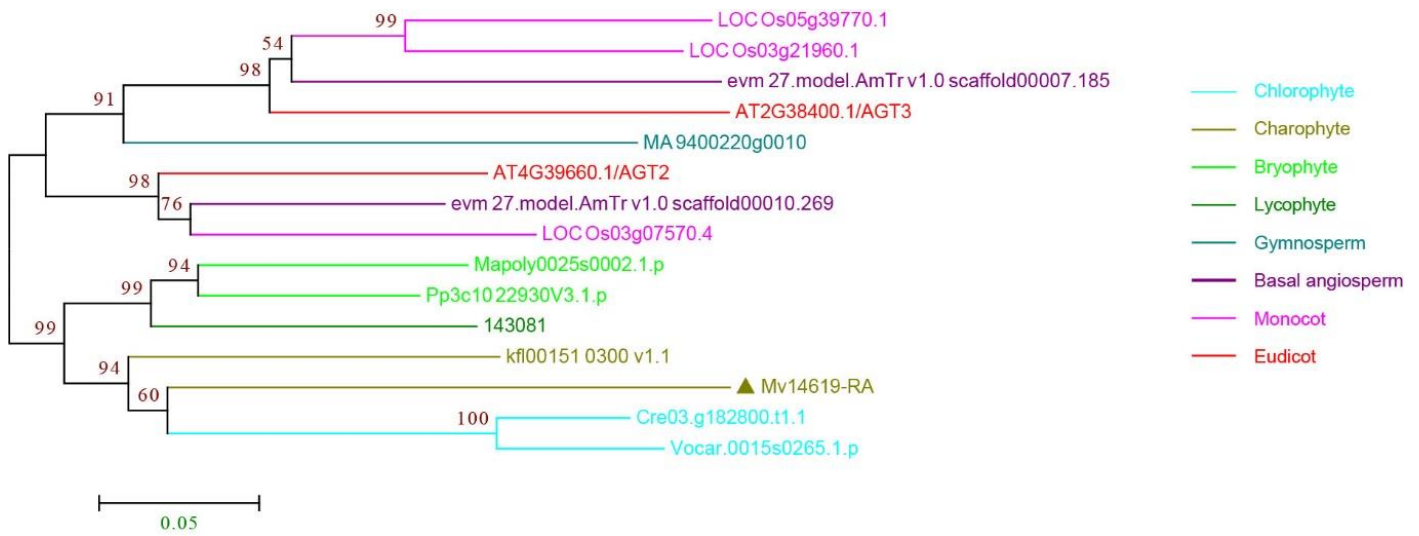 99
LOC Os05g39770.1
54
LOC Os03g21960.1
98
evm 27.model.AmTr v1.0 scaffold00007.185
91
AT2G38400.1/AGT3
MA 9400220g0010
98
AT4G39660.1/AGT2
76
evm 27.model.AmTr v1.0 scaffold00010.269
LOC Os03g07570.4
94
Mapoly0025s0002.1.p
99
Pp3c10 22930V3.1.p
99
143081
94
kfl00151 0300 v1.1
60
Mv14619-RA
100
Cre03.g182800.t1.1
Vocar.0015s0265.1.p
0.05
Chlorophyte
Charophyte
Bryophyte
Lycophyte
Gymnosperm
Basal angiosperm
Monocot
Eudicot